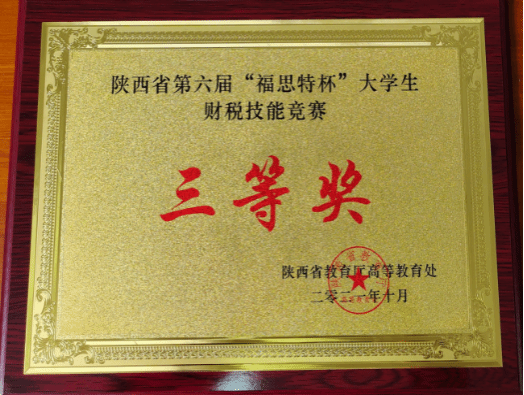 陕西省第六届“福思特杯”大学生
财税技能竞赛
三等奖
陕西省教育厅高等教育处
二零二一年十月